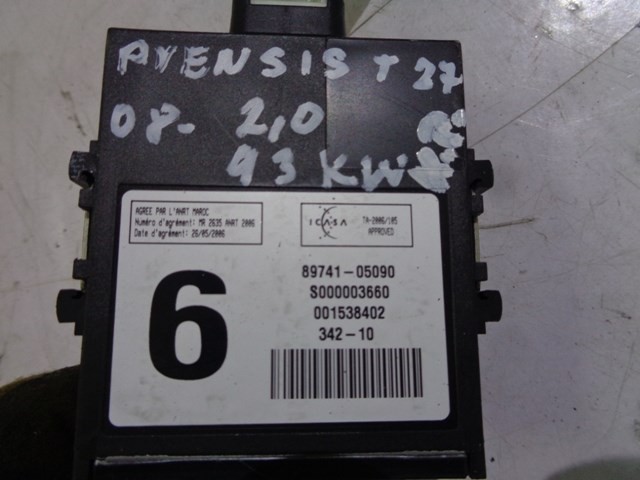 AVENSIS T 27
08- 2,0
93 KW
AGREE PAR L'ANRT MAROC
Numéro d'agrément: MR 2635 ANRT 2006
Date d'agrément: 26/05/2006
ICASA
TA-2006/105
APPROVED
6
89741-05090
S000003660
001538402
342-10